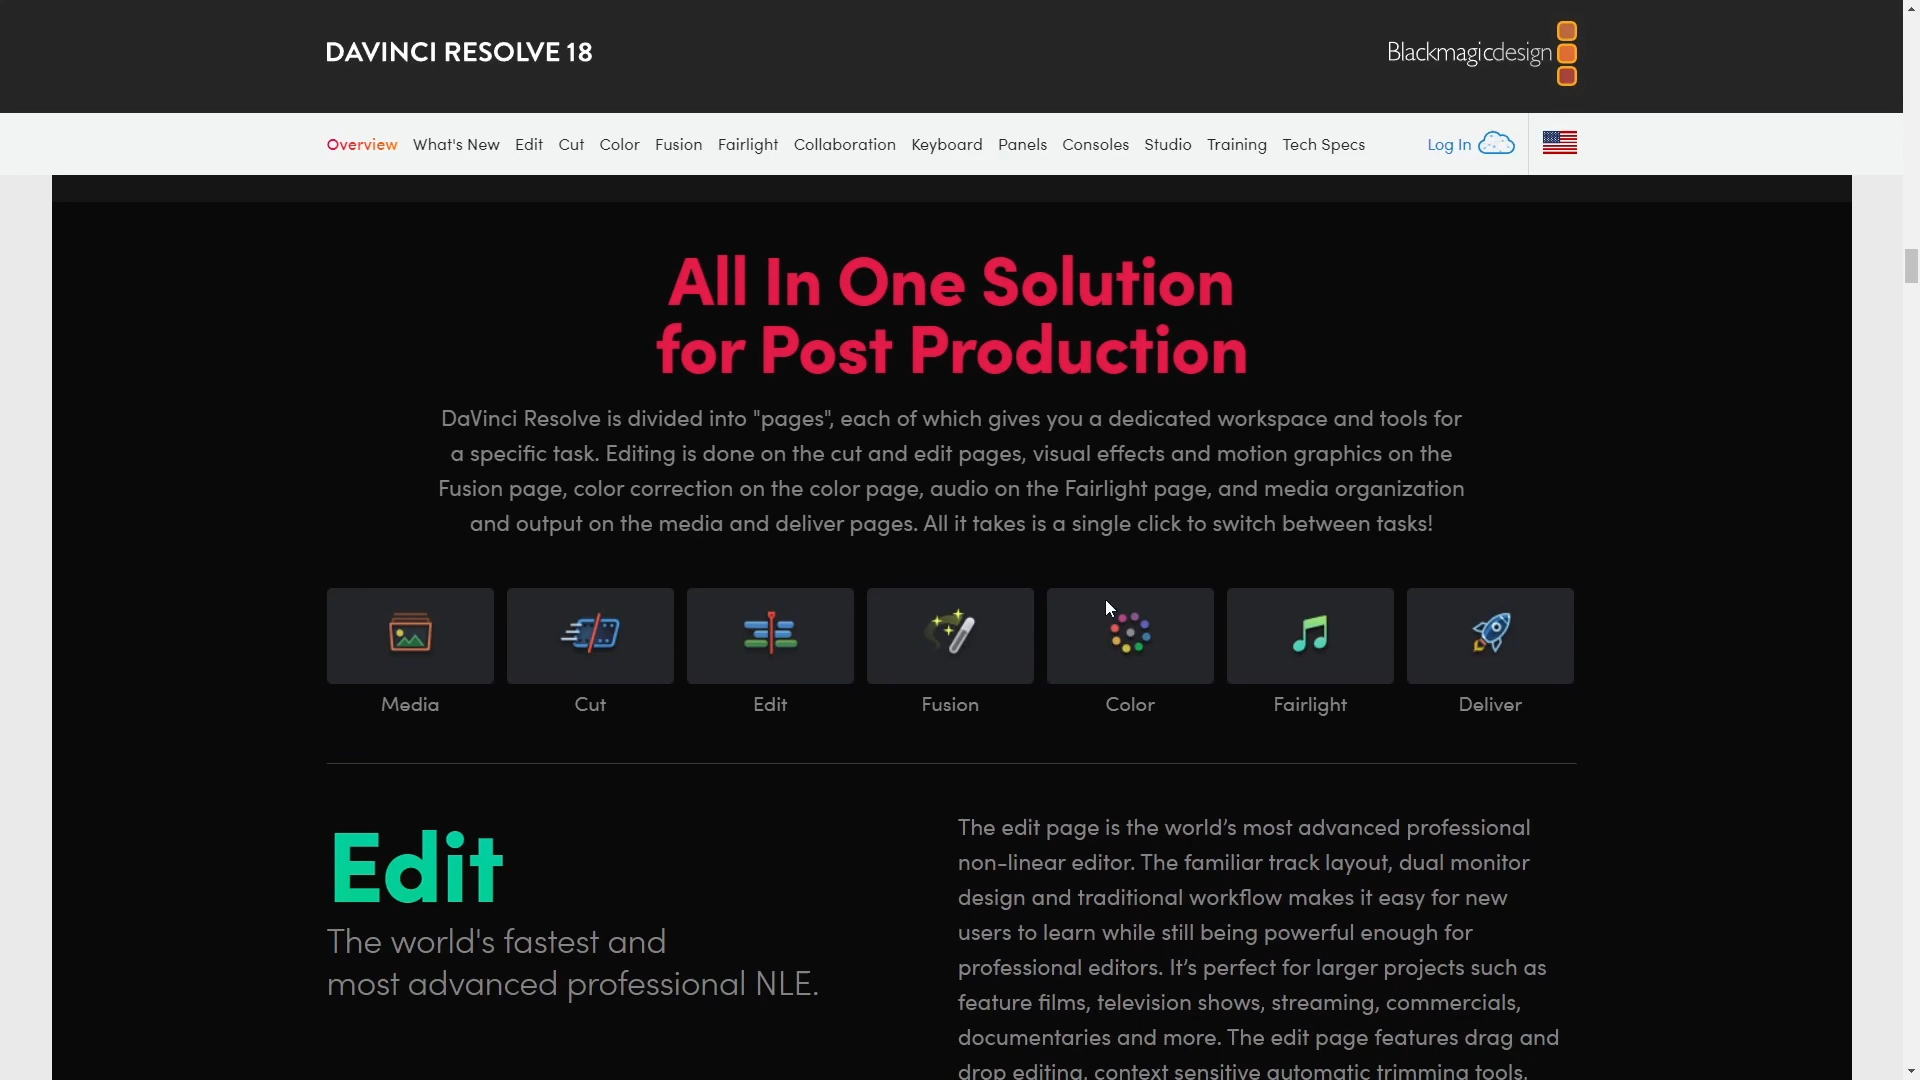 DAVINCI RESOLVE 18
Blackmagicdesign
Overview What's New Edit Cut Color Fusion Fairlight Collaboration Keyboard Panels Consoles Studio Training Tech Specs Log In
All In One Solution
for Post Production
DaVinci Resolve is divided into "pages", each of which gives you a dedicated workspace and tools for
a specific task. Editing is done on the cut and edit pages, visual effects and motion graphics on the
Fusion page, color correction on the color page, audio on the Fairlight page, and media organization
and output on the media and deliver pages. All it takes is a single click to switch between tasks!
Media Cut Edit Fusion Color Fairlight Deliver
Edit
The world's fastest and
most advanced professional NLE.
The edit page is the world’s most advanced professional
non-linear editor. The familiar track layout, dual monitor
design and traditional workflow makes it easy for new
users to learn while still being powerful enough for
professional editors. It’s perfect for larger projects such as
feature films, television shows, streaming, commercials,
documentaries and more. The edit page features drag and
drop editing, context sensitive automatic trimming tools,